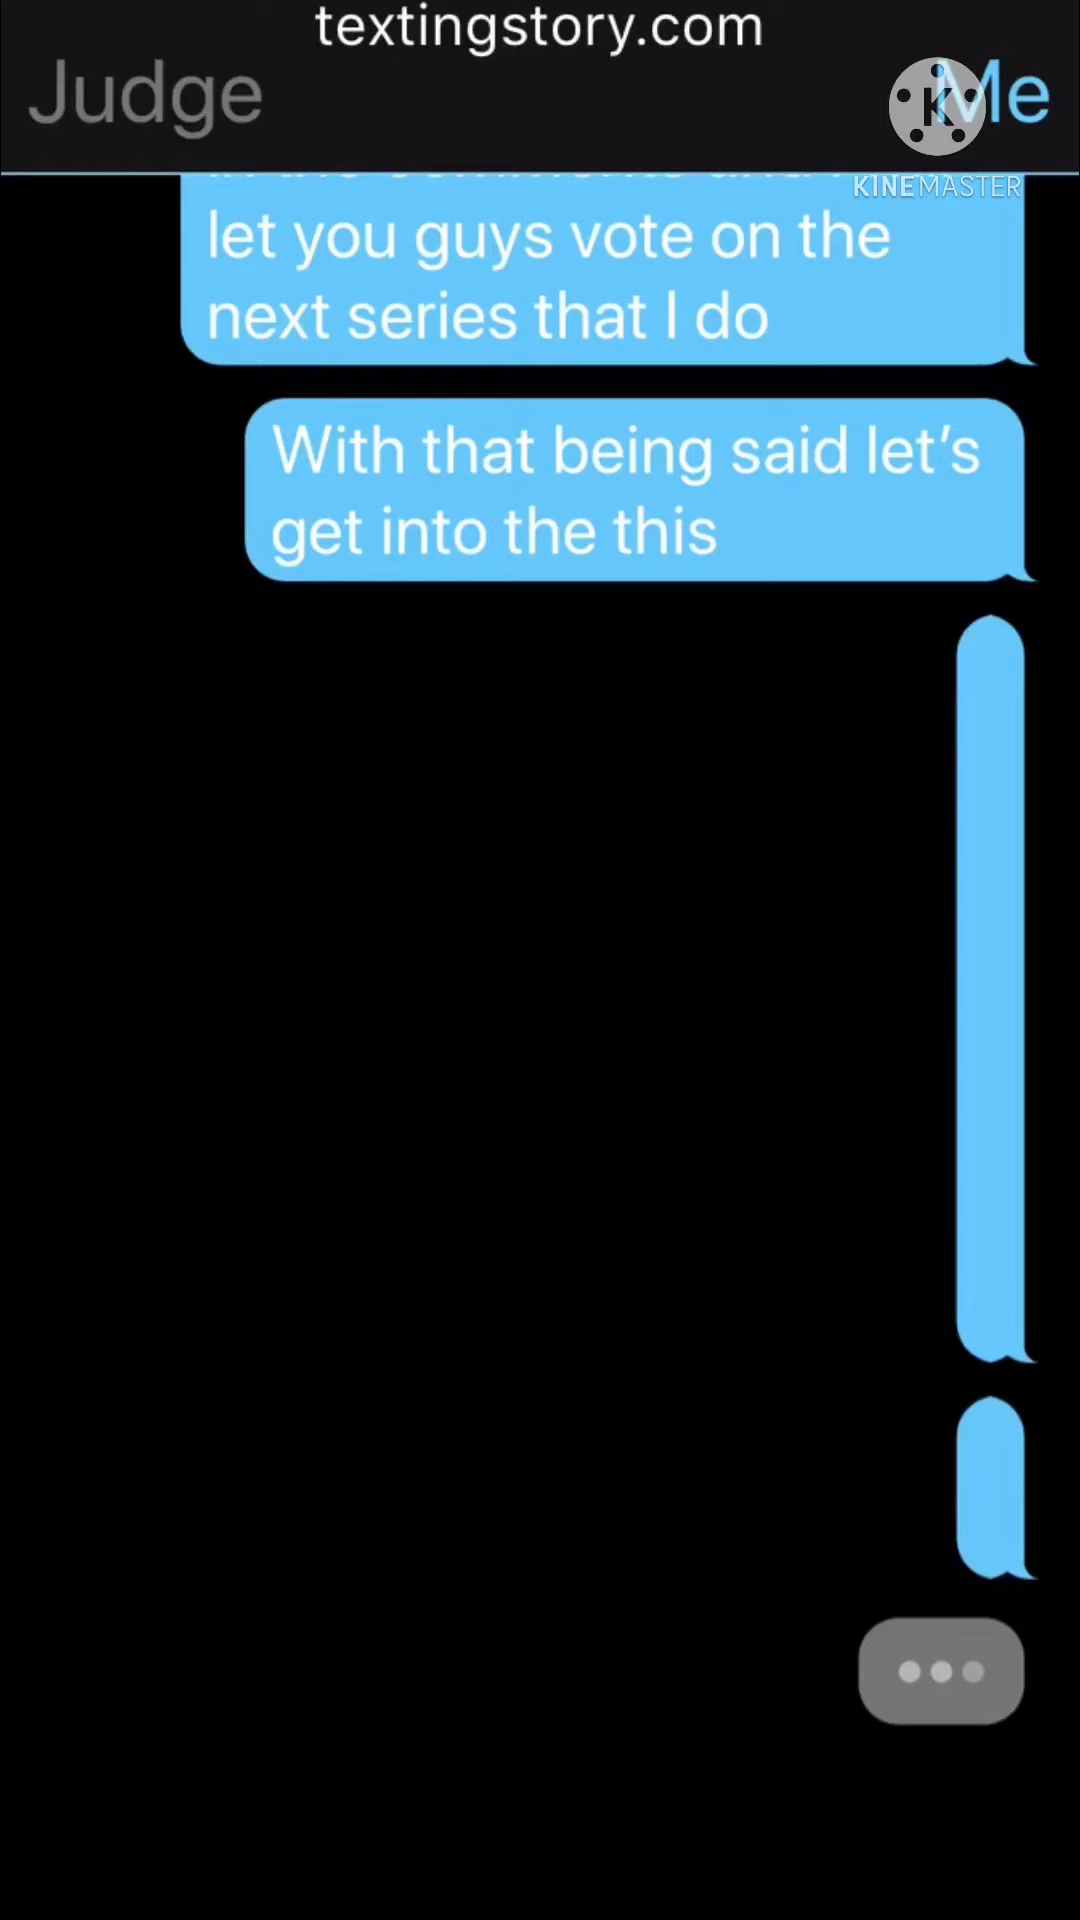 textingstory.com
Judge
Me
K
KINEMASTER
let you guys vote on the
next series that I do
With that being said let's
get into the this